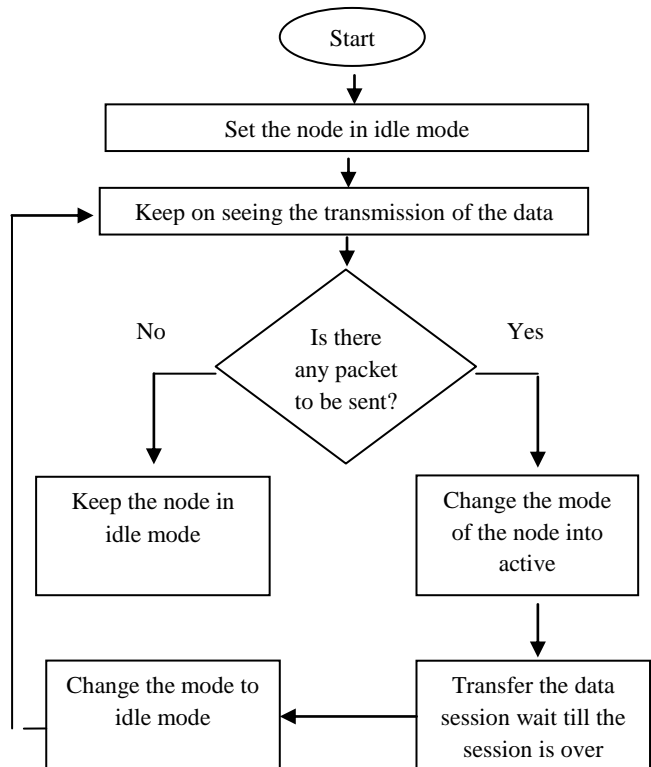 Start
Set the node in idle mode
Keep on seeing the transmission of the data
No
Yes
Is there
any packet
to be sent?
Keep the node in
idle mode
Change the mode
of the node into
active
Change the mode to
idle mode
Transfer the data
session wait till the
session is over